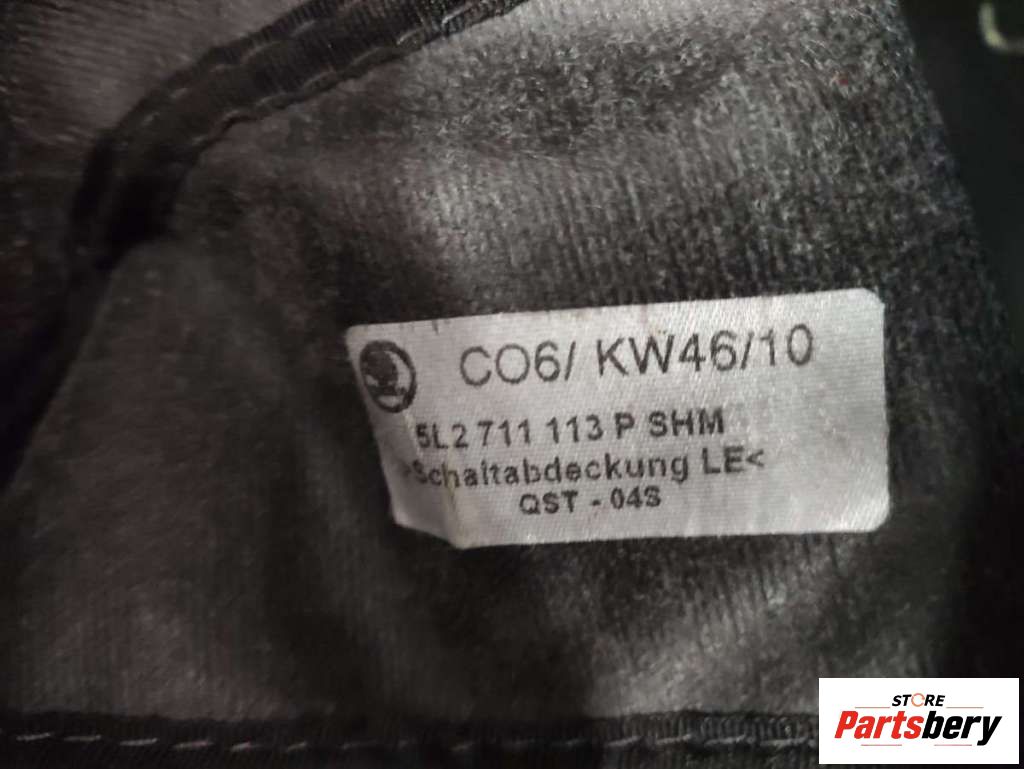 CO6/ KW46/10
5L2 711 113 P SHM
>Schaltabdeckung LE<
QST - 04S
STORE
Partsbery